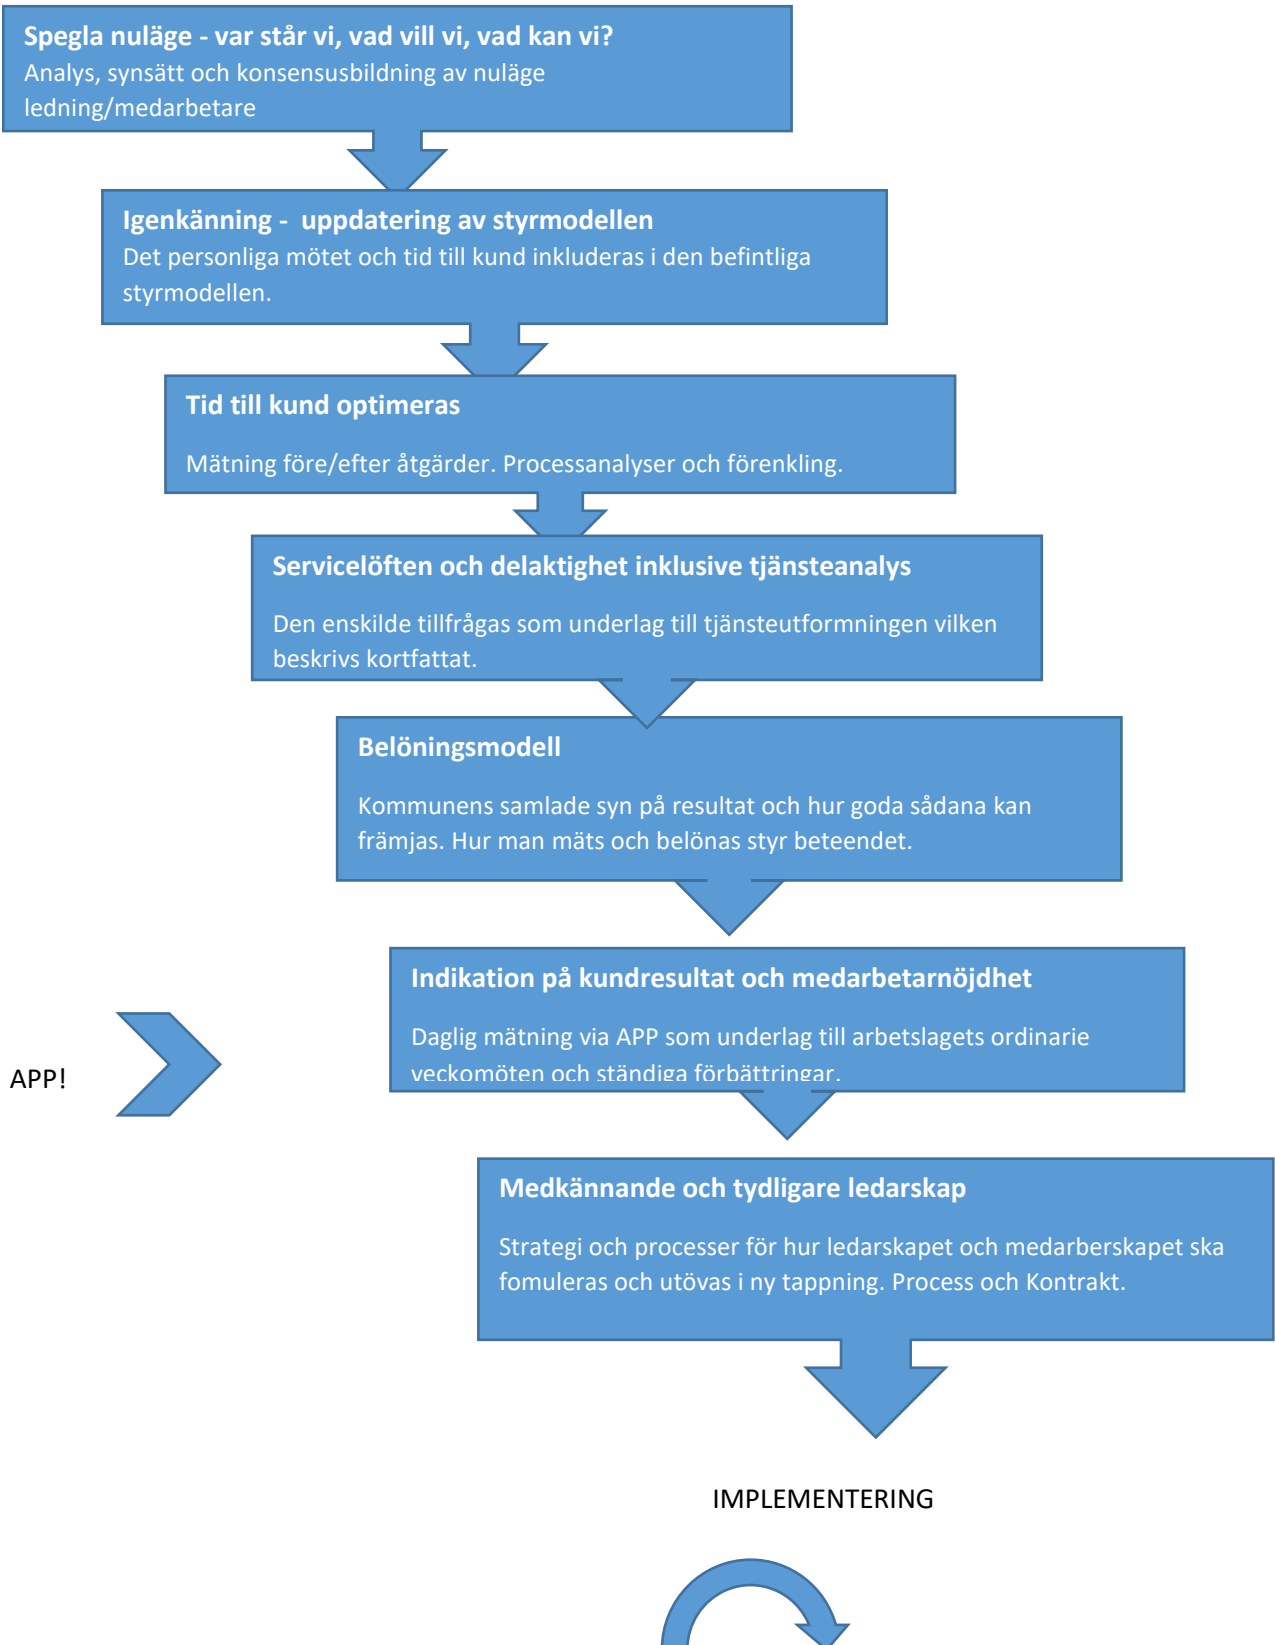 Spegla nuläge - var står vi, vad vill vi, vad kan vi?
Analys, synsätt och konsensusbildning av nuläge
ledning/medarbetare
Igenkänning -  uppdatering av styrmodellen
Det personliga mötet och tid till kund inkluderas i den befintliga
styrmodellen.
Tid till kund optimeras
Mätning före/efter åtgärder. Processanalyser och förenkling.
Servicelöften och delaktighet inklusive tjänsteanalys
Den enskilde tillfrågas som underlag till tjänsteutformningen vilken
beskrivs kortfattat.
Belöningsmodell
Kommunens samlade syn på resultat och hur goda sådana kan
främjas. Hur man mäts och belönas styr beteendet.
Indikation på kundresultat och medarbetarnöjdhet
Daglig mätning via APP som underlag till arbetslagets ordinarie
veckomöten och ständiga förbättringar.
APP!
Medkännande och tydligare ledarskap
Strategi och processer för hur ledarskapet och medarberskapet ska
fomuleras och utövas i ny tappning. Process och Kontrakt.
IMPLEMENTERING